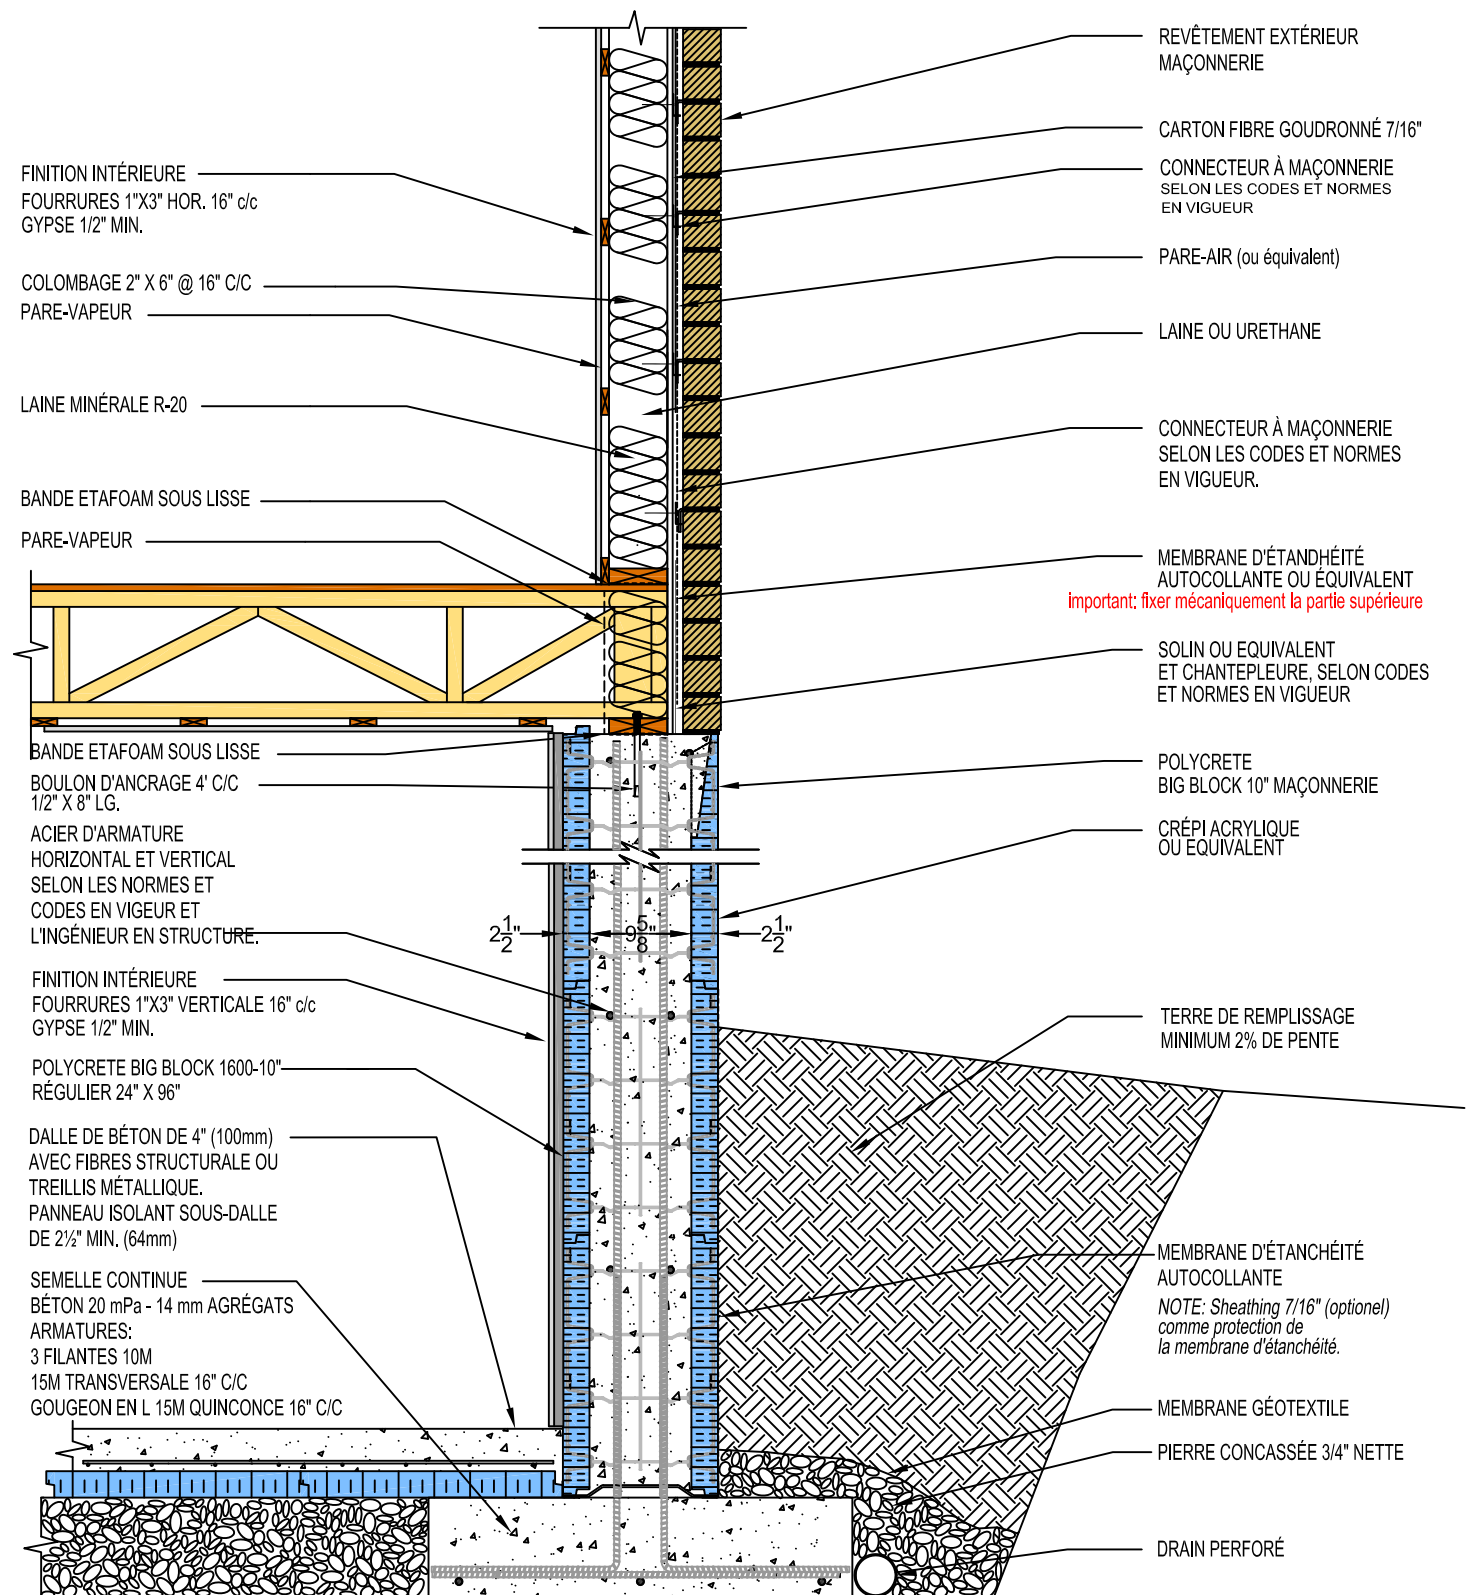 FINITION INTÉRIEURE
FOURRURES 1"X3" HOR. 16" c/c
GYPSE 1/2" MIN.
COLOMBAGE 2" X 6" @ 16" C/C
PARE-VAPEUR
LAINE MINÉRALE R-20
BANDE ETAFOAM SOUS LISSE
PARE-VAPEUR
BANDE ETAFOAM SOUS LISSE
BOULON D'ANCRAGE 4' C/C
1/2" X 8" LG.
ACIER D'ARMATURE
HORIZONTAL ET VERTICAL
SELON LES NORMES ET
CODES EN VIGEUR ET
L'INGÉNIEUR EN STRUCTURE.
FINITION INTÉRIEURE
FOURRURES 1"X3" VERTICALE 16" c/c
GYPSE 1/2" MIN.
POLYCRETE BIG BLOCK 1600-10"
RÉGULIER 24" X 96"
DALLE DE BÉTON DE 4" (100mm)
AVEC FIBRES STRUCTURALE OU
TREILLIS MÉTALLIQUE.
PANNEAU ISOLANT SOUS-DALLE
DE 2½" MIN. (64mm)
SEMELLE CONTINUE
BÉTON 20 mPa - 14 mm AGRÉGATS
ARMATURES:
3 FILANTES 10M
15M TRANSVERSALE 16" C/C
GOUGEON EN L 15M QUINCONCE 16" C/C
2 1/2" 9 5/8" 2 1/2"
REVÊTEMENT EXTÉRIEUR
MAÇONNERIE
CARTON FIBRE GOUDRONNÉ 7/16"
CONNECTEUR À MAÇONNERIE
SELON LES CODES ET NORMES
EN VIGUEUR
PARE-AIR (ou équivalent)
LAINE OU URETHANE
CONNECTEUR À MAÇONNERIE
SELON LES CODES ET NORMES
EN VIGUEUR.
MEMBRANE D'ÉTANDHÉITÉ
AUTOCOLLANTE OU ÉQUIVALENT
important: fixer mécaniquement la partie supérieure
SOLIN OU EQUIVALENT
ET CHANTEPLEURE, SELON CODES
ET NORMES EN VIGUEUR
POLYCRETE
BIG BLOCK 10" MAÇONNERIE
CRÉPI ACRYLIQUE
OU EQUIVALENT
TERRE DE REMPLISSAGE
MINIMUM 2% DE PENTE
MEMBRANE D'ÉTANCHÉITÉ
AUTOCOLLANTE
NOTE: Sheathing 7/16" (optionel)
comme protection de
la membrane d'étanchéité.
MEMBRANE GÉOTEXTILE
PIERRE CONCASSÉE 3/4" NETTE
DRAIN PERFORÉ